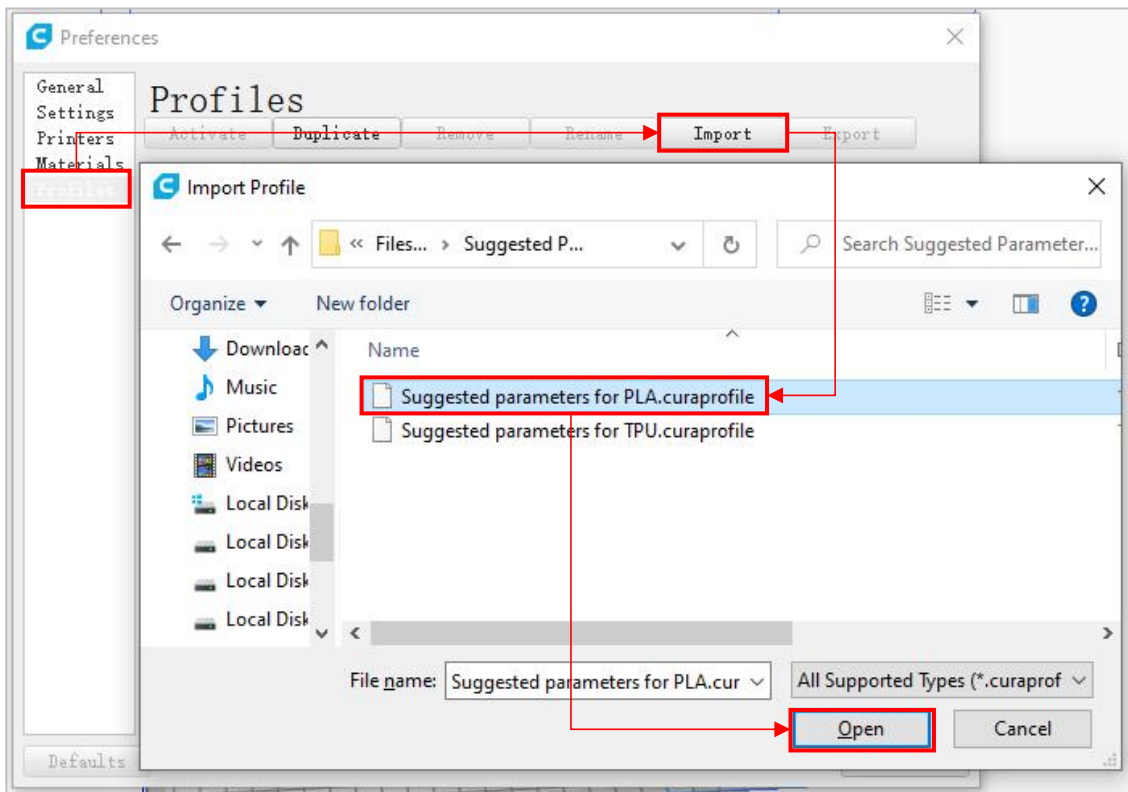 Preferences
General
Settings
Printers
Materials
Profiles
Profiles
Activate Duplicate Remove Rename Import Export
Import Profile
« Files... › Suggested P...
Search Suggested Parameter...
Organize New folder
Name
Downloac
Music
Pictures
Videos
Local Disk
Local Disk
Local Disk
Local Disk
Suggested parameters for PLA.curaprofile
Suggested parameters for TPU.curaprofile
File name: Suggested parameters for PLA.cur
All Supported Types (*.curaprof
Open Cancel
Defaults